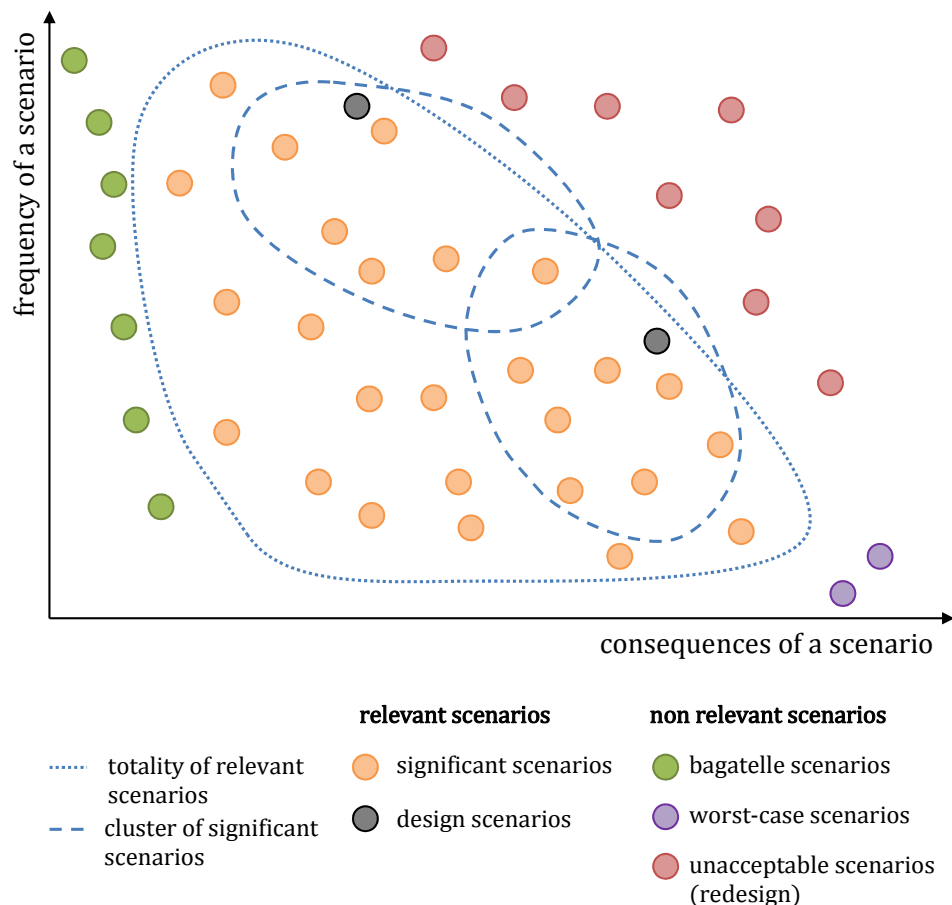 frequency of a scenario
consequences of a scenario
relevant scenarios
non relevant scenarios
totality of relevant
scenarios
cluster of significant
scenarios
significant scenarios
design scenarios
bagatelle scenarios
worst-case scenarios
unacceptable scenarios
(redesign)